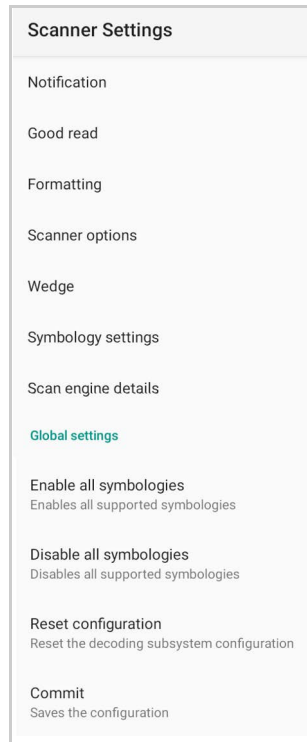 Scanner Settings
Notification
Good read
Formatting
Scanner options
Wedge
Symbology settings
Scan engine details
Global settings
Enable all symbologies
Enables all supported symbologies
Disable all symbologies
Disables all supported symbologies
Reset configuration
Reset the decoding subsystem configuration
Commit
Saves the configuration